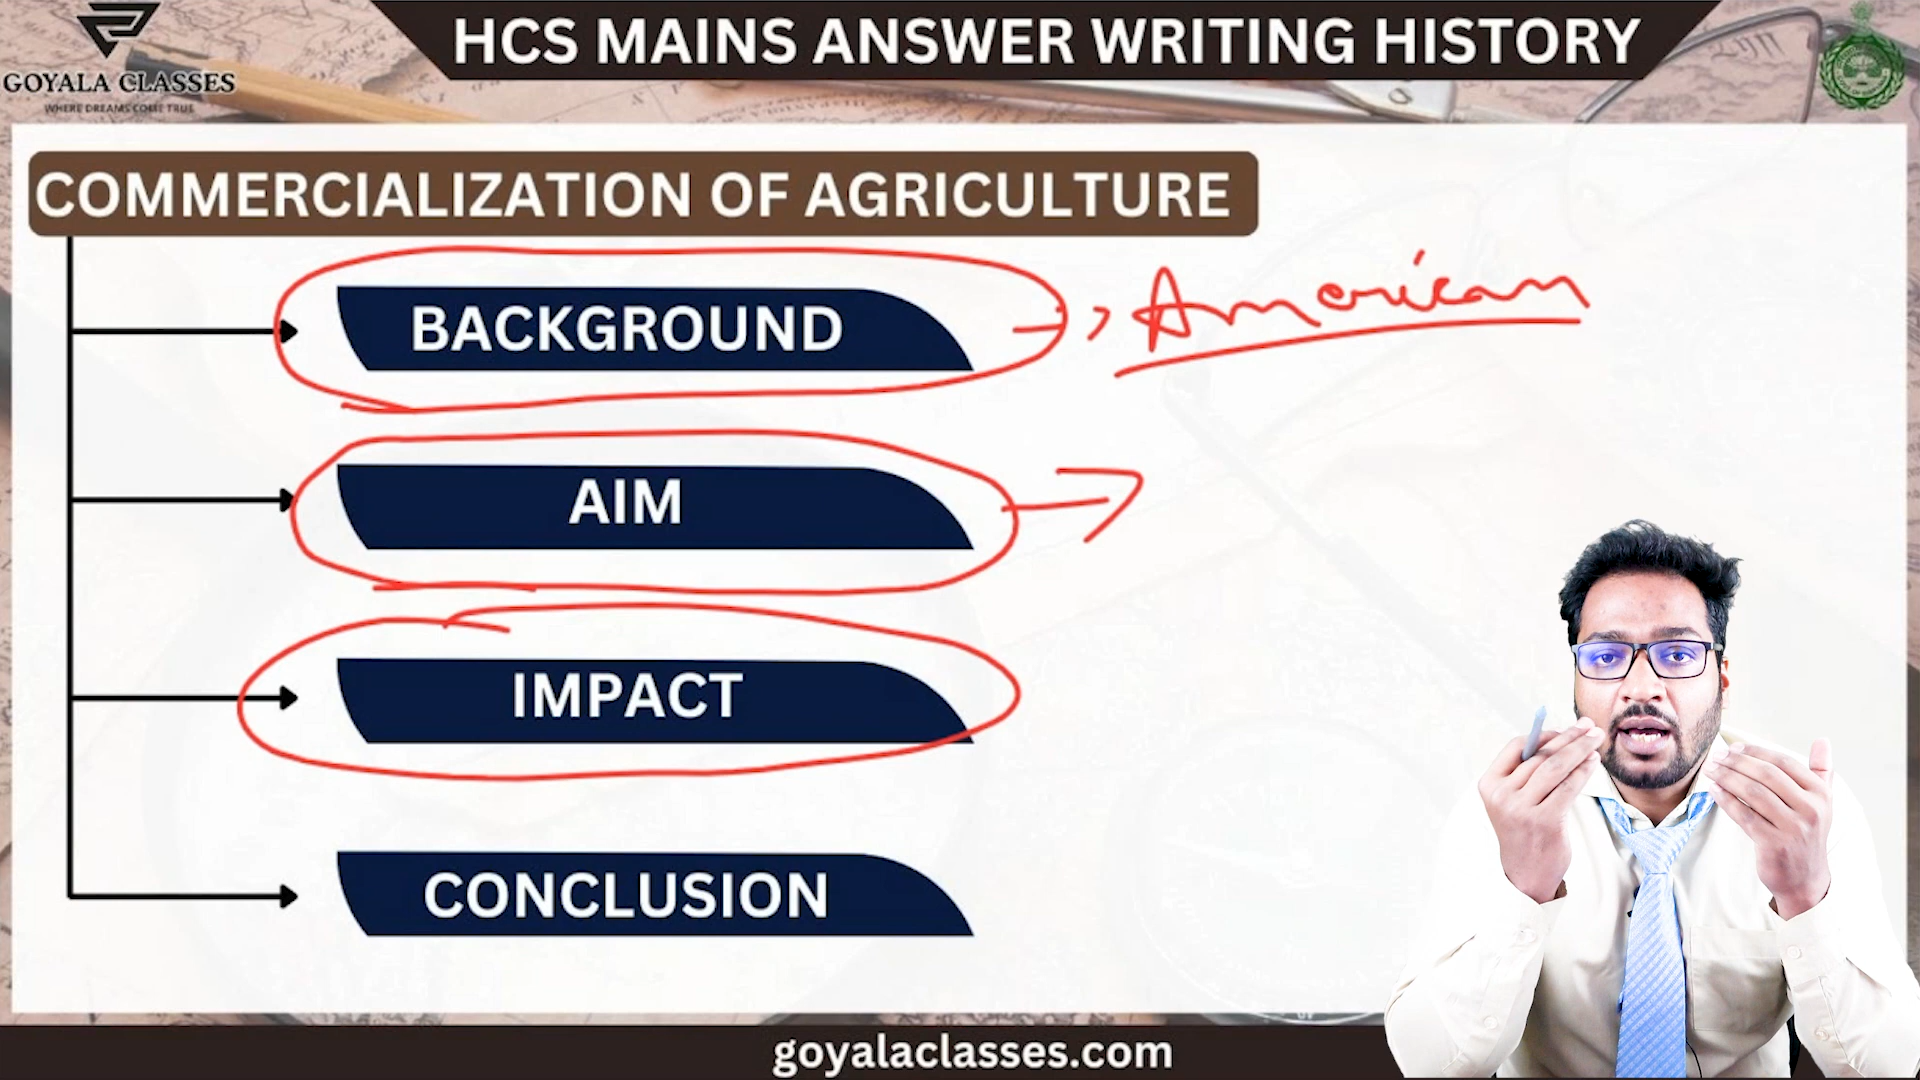 HCS MAINS ANSWER WRITING HISTORY
GOYALA CLASSES
WHERE DREAMS COME TRUE
COMMERCIALIZATION OF AGRICULTURE
BACKGROUND
American
AIM
IMPACT
CONCLUSION
goyalaclasses.com